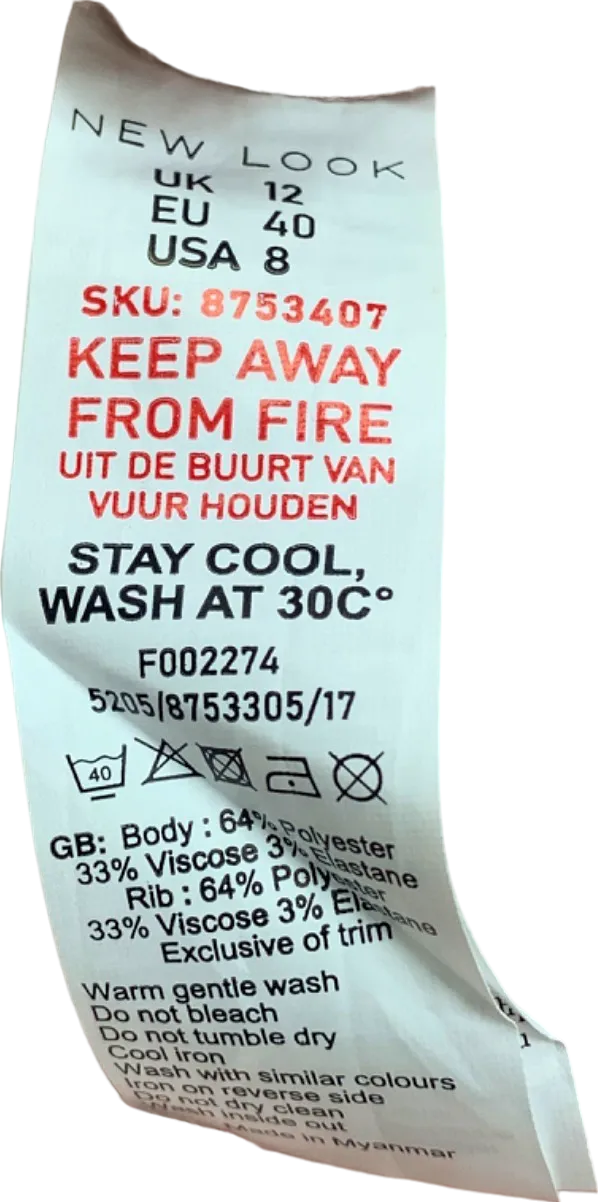 NEW LOOK
UK 12
EU 40
USA 8
SKU: 8753407
KEEP AWAY
FROM FIRE
UIT DE BUURT VAN
VUUR HOUDEN
STAY COOL,
WASH AT 30C°
F002274
5205/8753305/17
40
GB: Body : 64% Polyester
33% Viscose 3% Elastane
Rib : 64% Polyester
33% Viscose 3% Elastane
Exclusive of trim
Warm gentle wash
Do not bleach
Do not tumble dry
Cool iron
Wash with similar colours
Iron on reverse side
Do not dry clean
Wash inside out
Made in Myanmar